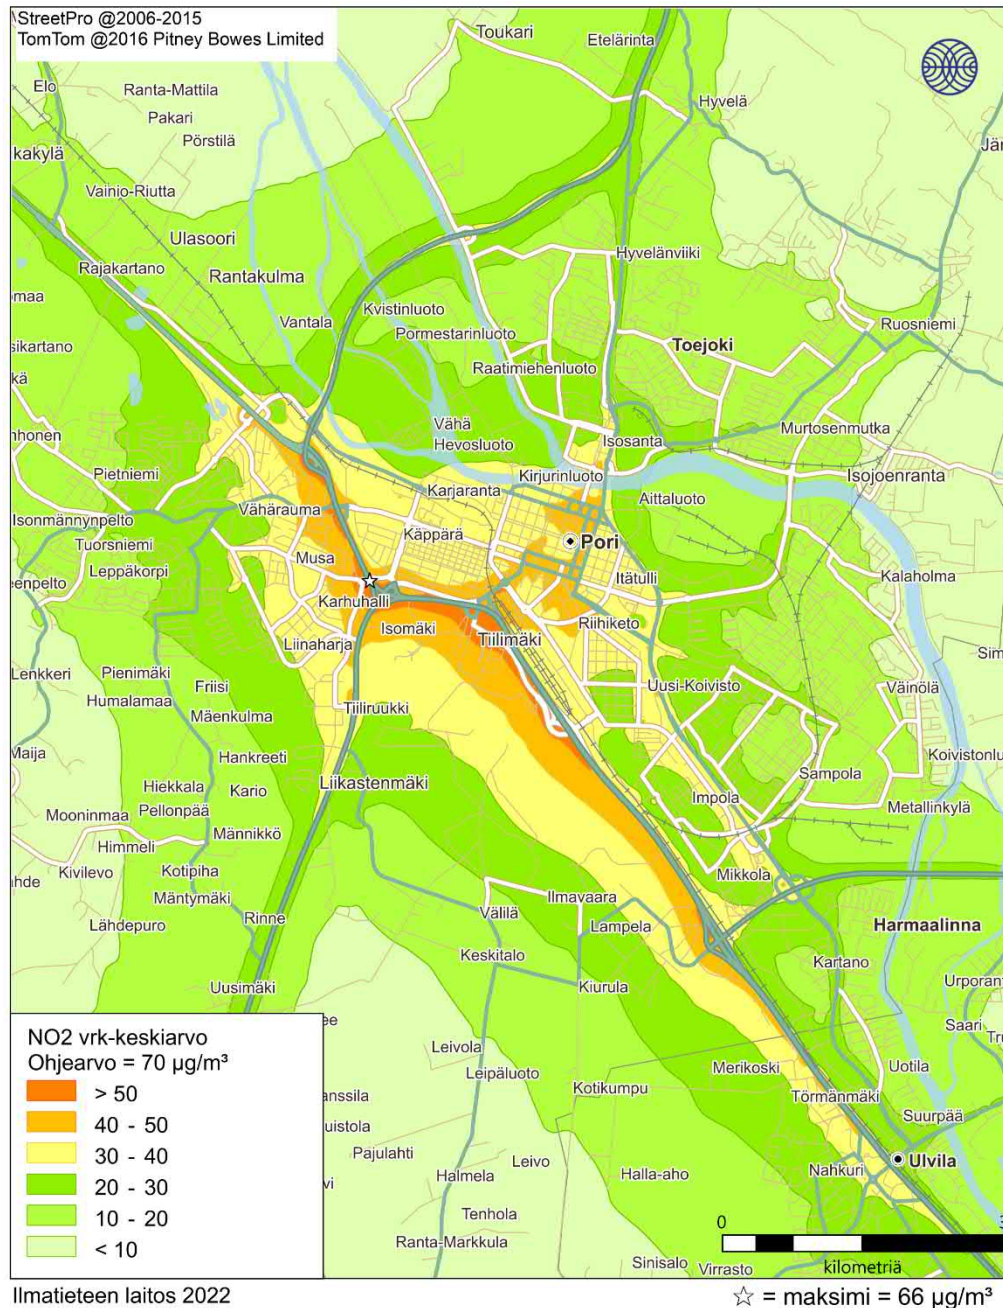 StreetPro @2006-2015
TomTom @2016 Pitney Bowes Limited
Toukari
Etelärinta
Elo
Ranta-Mattila
Hyvelä
Pakari
Pörstilä
Vainio-Riutta
Ulasoori
Hyvelänviiki
Rajakartano
Rantakulma
Kvistinluoto
Vantala
Pormestarinluoto
Ruosniemi
Toejoki
Raatimiehenluoto
Vähä
Hevosluoto
Isosanta
Murtosenmutka
Pietniemi
Kirjurinluoto
Isojoenranta
Karjaranta
Aittaluoto
Vähärauma
Isonmännynpelto
Käppärä
Pori
Tuorsniemi
Musa
Leppäkorpi
Itätulli
Kalaholma
Karhuhalli
Isomäki
Riihiketo
Liinaharja
Tiilimäki
Lenkkeri
Pienimäki
Friisi
Uusi-Koivisto
Väinölä
Humalamaa
Tiiliruukki
Mäenkulma
Maija
Hankreeti
Sampola
Liikastenmäki
Hiekkala
Kario
Impola
Metallinkylä
Mooninmaa
Pellonpää
Männikkö
Himmeli
Kivilevo
Kotipiha
Mikkola
Mäntymäki
Ilmavaara
Välilä
Lähdepuro
Rinne
Lampela
Harmaalinna
Keskitalo
Kartano
Uusimäki
Kiurula
Saari
NO2 vrk-keskiarvo
Ohjearvo = 70 µg/m³
> 50
40 - 50
30 - 40
20 - 30
10 - 20
< 10
Leivola
Leipäluoto
Merikoski
Uotila
Kotikumpu
Törmänmäki
Suurpää
Pajulahti
Leivo
Ulvila
Halmela
Halla-aho
Nahkuri
Tenhola
Ranta-Markkula
0
kilometriä
Sinisalo
Virrasto
Ilmatieteen laitos 2022
☆ = maksimi = 66 µg/m³